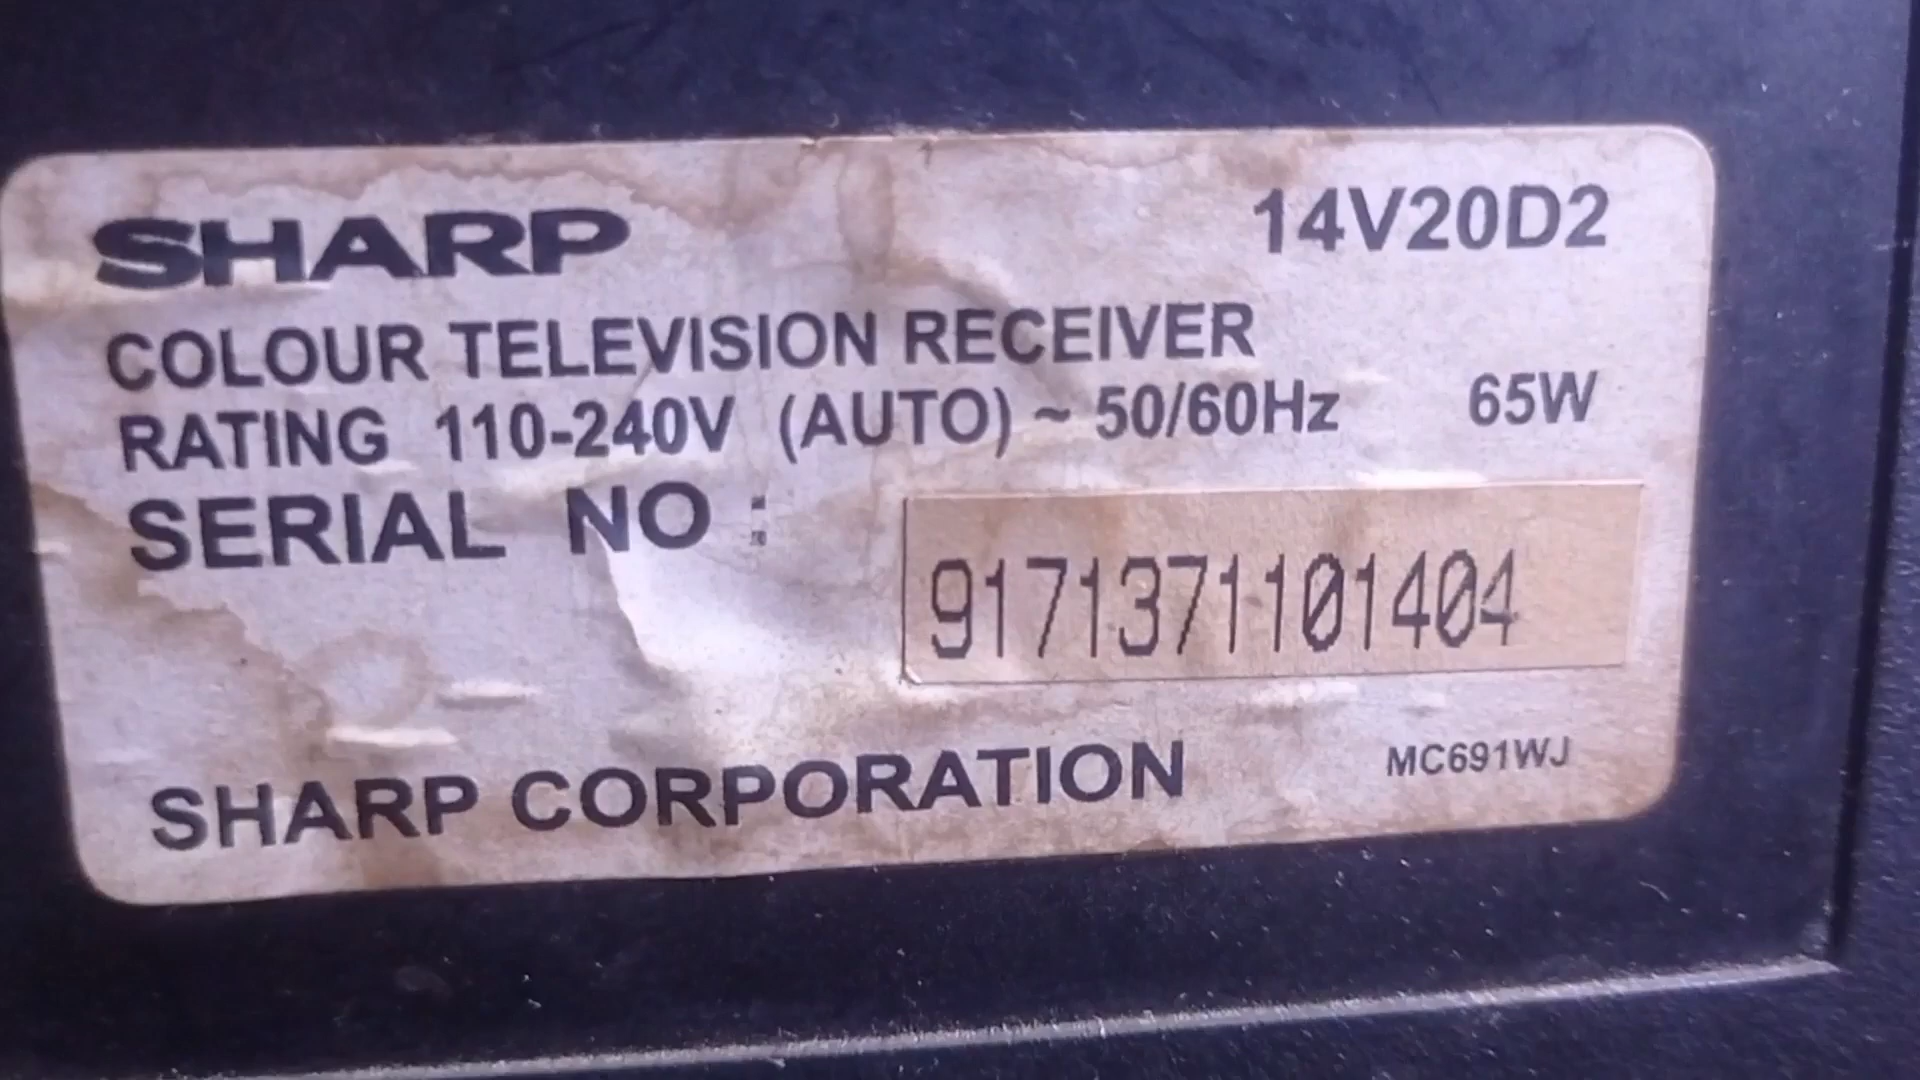 SHARP 14V20D2
COLOUR TELEVISION RECEIVER
RATING 110-240V (AUTO) ~ 50/60Hz 65W
SERIAL NO :
9171371101404
SHARP CORPORATION MC691WJ